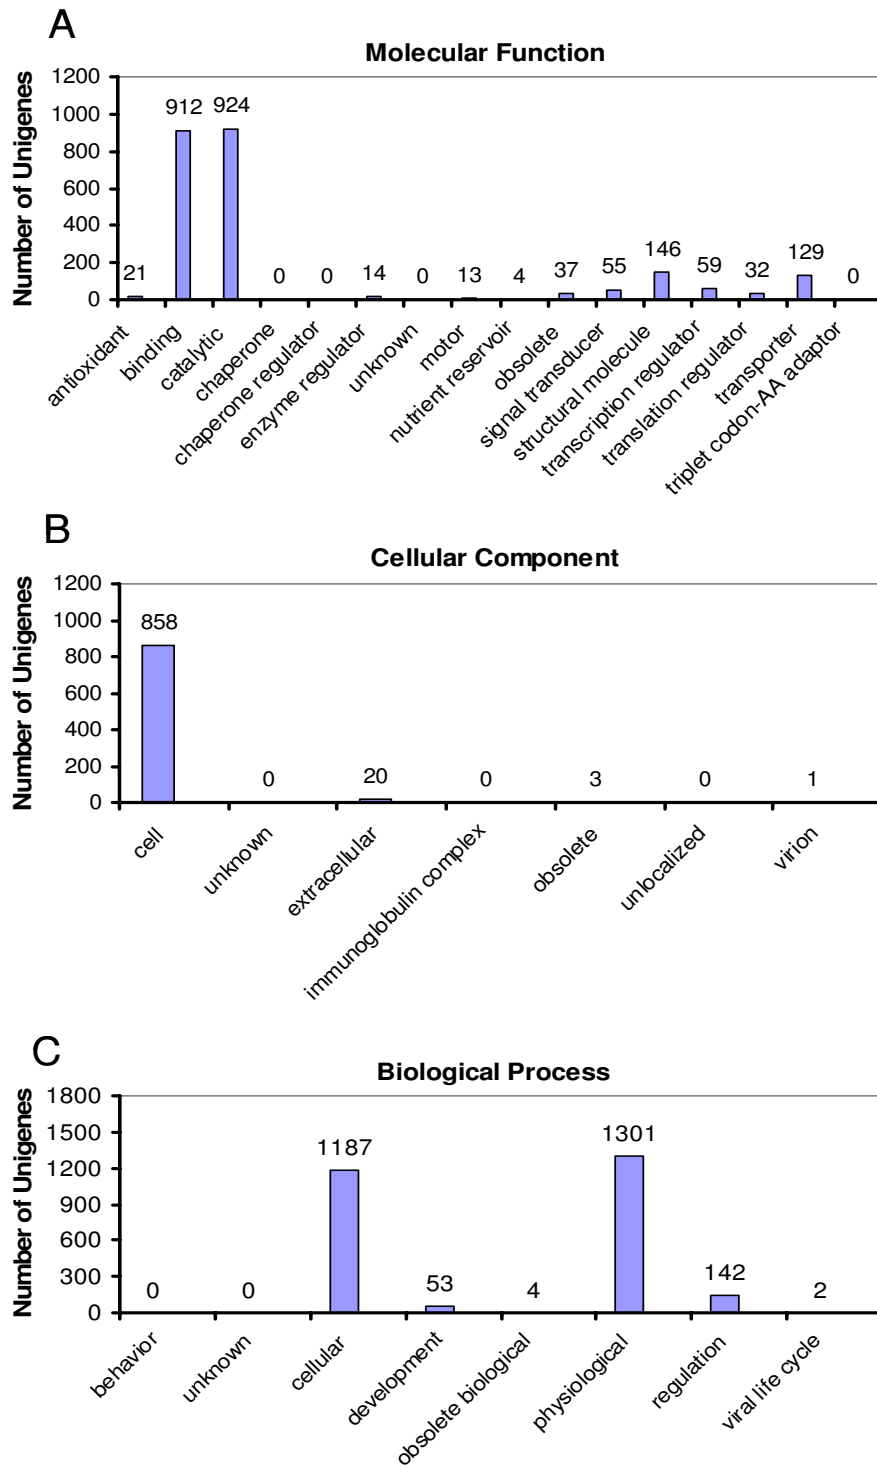 A
Molecular Function
Number of Unigenes
1200
1000
800
600
400
200
0
21
912
924
0
0
14
0
13
4
37
55
146
59
32
129
0
antioxidant
binding
catalytic
chaperone
chaperone regulator
enzyme regulator
unknown
motor
nutrient reservoir
obsolete
signal transducer
structural molecule
transcription regulator
translation regulator
transporter
triplet codon-AA adaptor
B
Cellular Component
Number of Unigenes
1200
1000
800
600
400
200
0
858
0
20
0
3
0
1
cell
unknown
extracellular
immunoglobulin complex
obsolete
unlocalized
virion
C
Biological Process
Number of Unigenes
1800
1500
1200
900
600
300
0
0
0
1187
53
4
1301
142
2
behavior
unknown
cellular
development
obsolete biological
physiological
regulation
viral life cycle